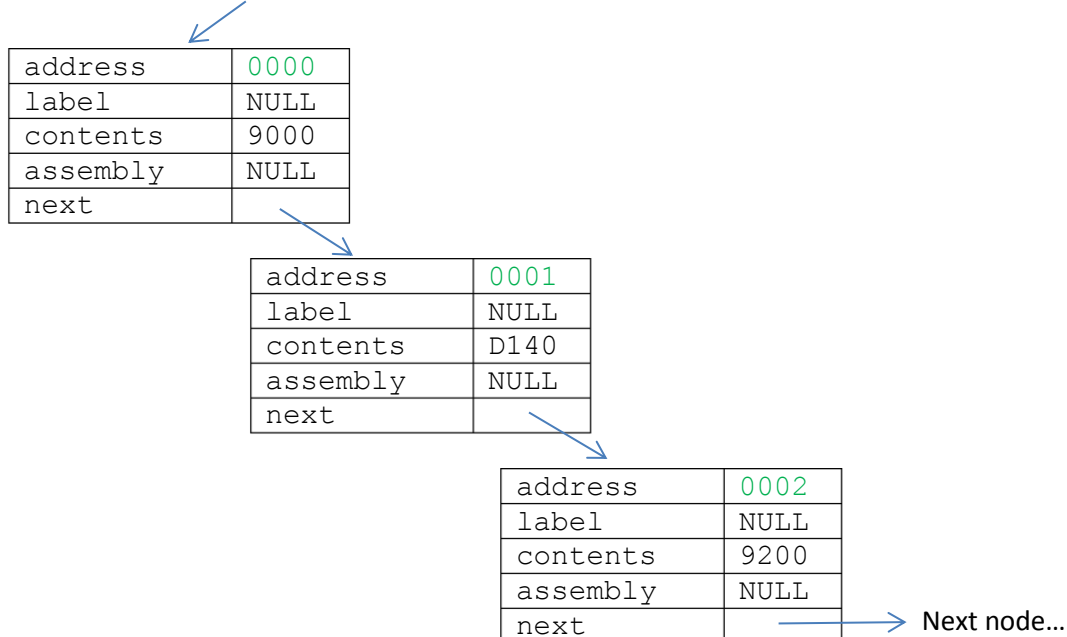 address 0000
label NULL
contents 9000
assembly NULL
next
address 0001
label NULL
contents D140
assembly NULL
next
address 0002
label NULL
contents 9200
assembly NULL
next Next node…